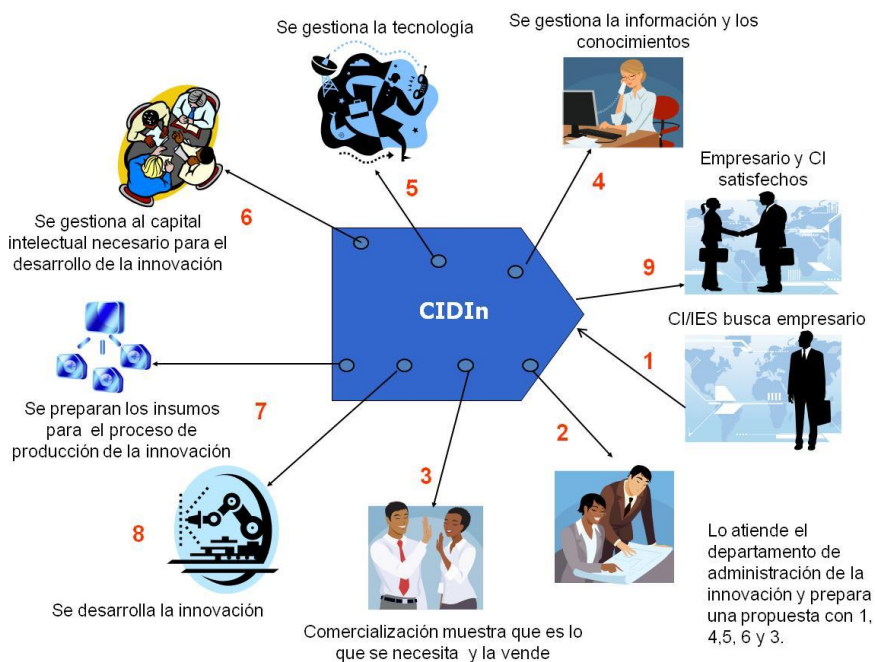 Se gestiona la tecnología
Se gestiona la información y los
conocimientos
Empresario y CI
satisfechos
5
4
6
Se gestiona al capital
intelectual necesario para el
desarrollo de la innovación
9
CIDIn
CI/IES busca empresario
1
7
Se preparan los insumos
para el proceso de
producción de la innovación
2
3
8
Lo atiende el
departamento de
administración de la
innovación y prepara
una propuesta con 1,
4,5, 6 y 3.
Se desarrolla la innovación
Comercialización muestra que es lo
que se necesita y la vende